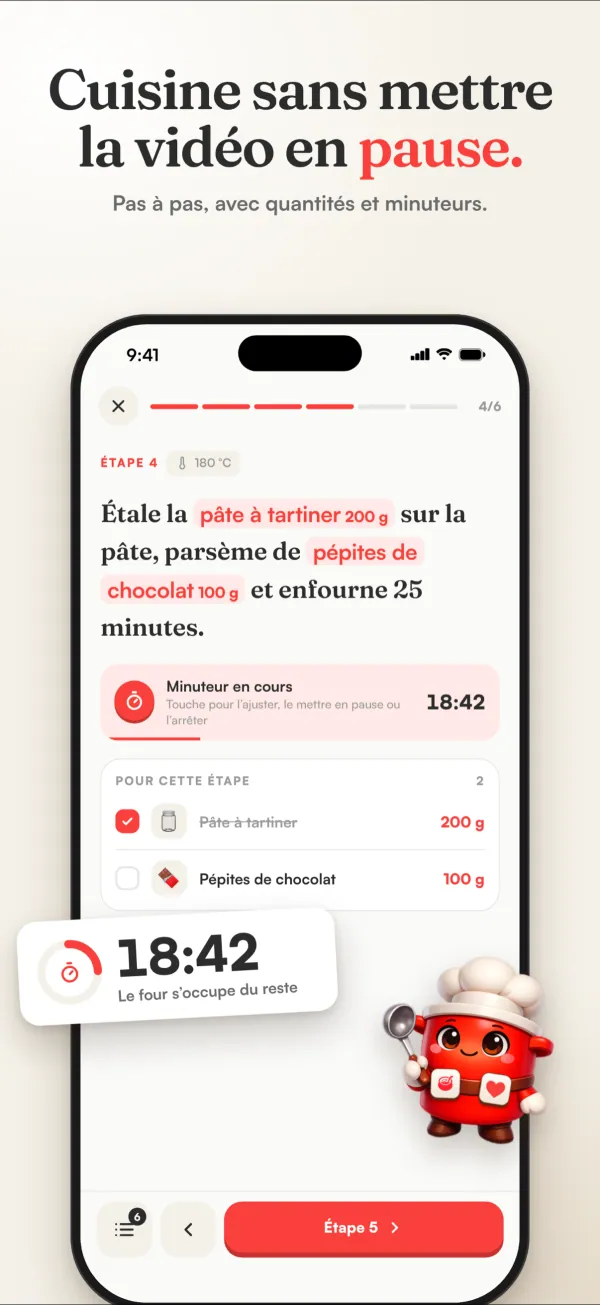 Cuisine sans mettre
la vidéo en pause.
Pas à pas, avec quantités et minuteurs.
9:41
4/6
ÉTAPE 4
180 °C
Étale la pâte à tartiner 200 g sur la
pâte, parsème de pépites de
chocolat 100 g et enfourne 25
minutes.
Minuteur en cours
Touche pour l'ajuster, le mettre en pause ou
l'arrêter
18:42
POUR CETTE ÉTAPE
2
Pâte à tartiner
200 g
Pépites de chocolat
100 g
18:42
Le four s'occupe du reste
6
Étape 5